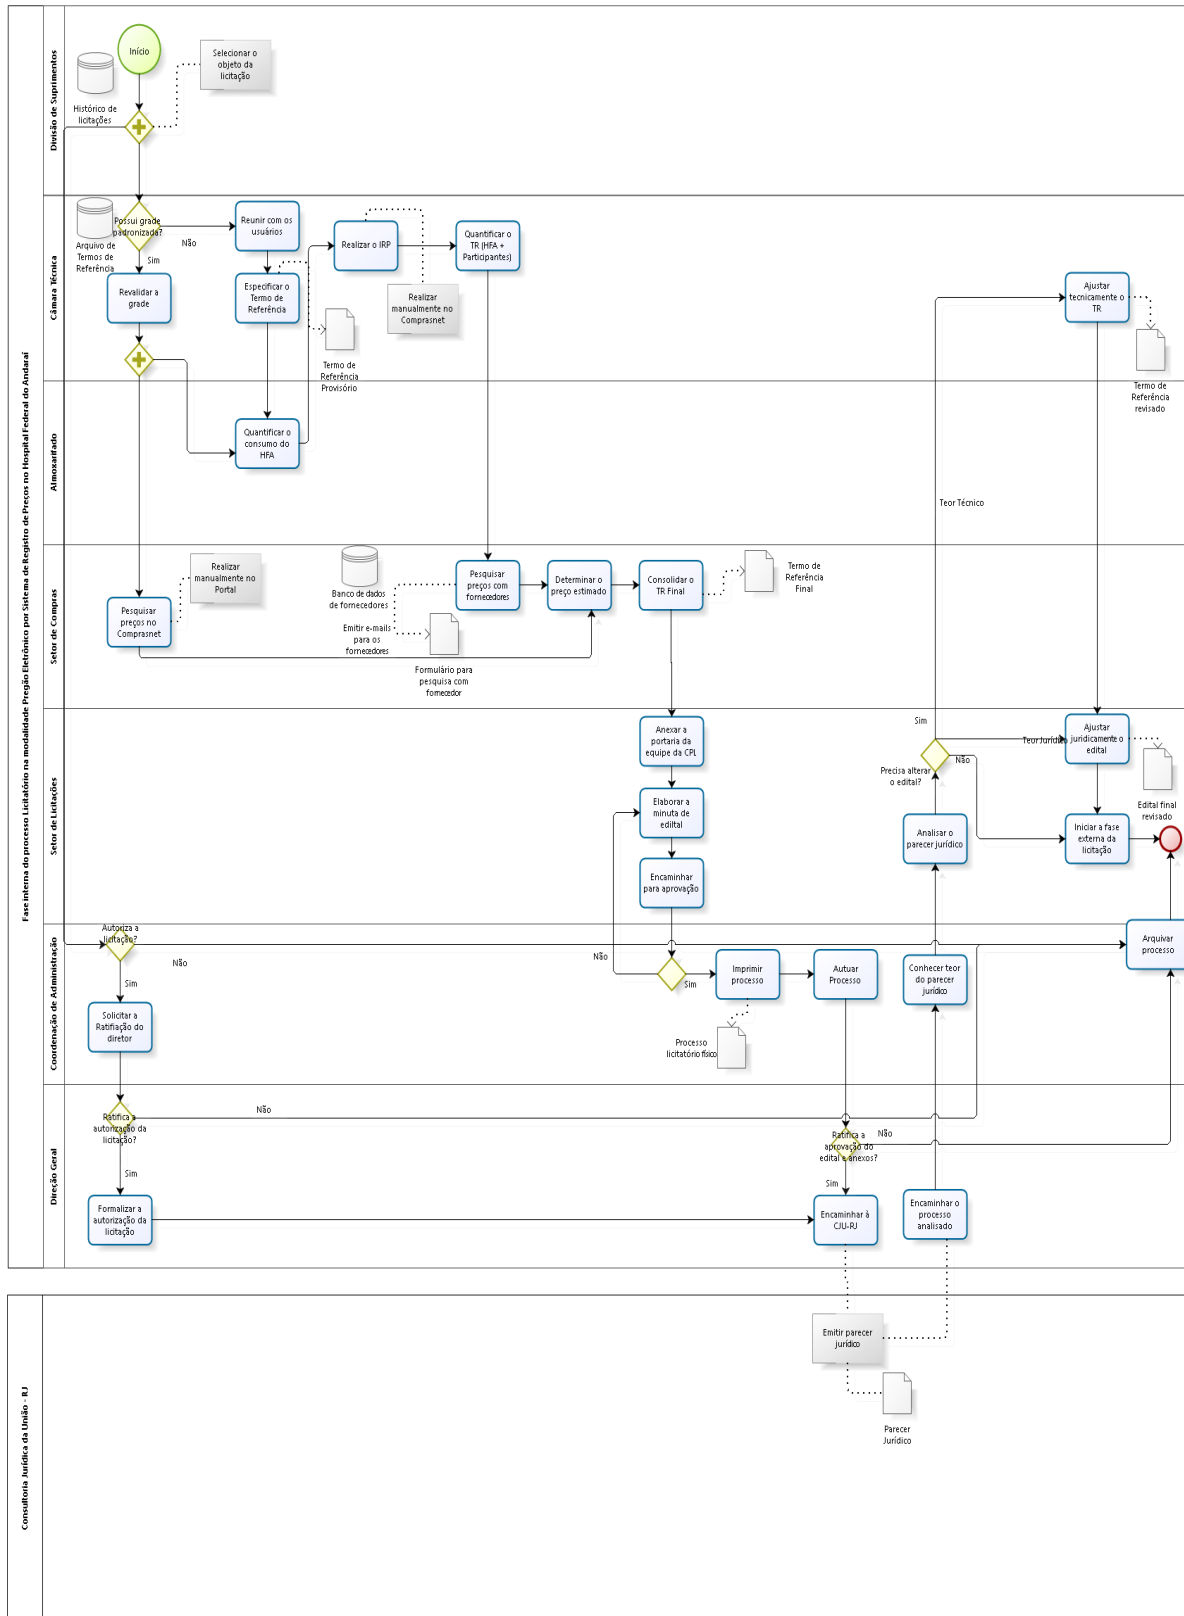 Fase interna do processo Licitatório na modalidade Pregão Eletrônico por Sistema de Registro de Preços no Hospital Federal do Andaraí
Divisão de Suprimentos
Início
Selecionar o
objeto da
licitação
Histórico de
licitações
Câmara Técnica
Arquivo de
Termos de
Referência
Possui grade
padronizada?
Não
Sim
Reunir com os
usuários
Realizar o IRP
Quantificar o
TR (HFA +
Participantes)
Revalidar a
grade
Especificar o
Termo de
Referência
Realizar
manualmente no
Comprasnet
Termo de
Referência
Provisório
Ajustar
tecnicamente o
TR
Termo de
Referência
revisado
Almoxarifado
Quantificar o
consumo do
HFA
Teor Técnico
Setor de Compras
Realizar
manualmente no
Portal
Pesquisar
preços no
Comprasnet
Banco de dados
de fornecedores
Emitir e-mails
para os
fornecedores
Formulário para
pesquisa com
fornecedor
Pesquisar
preços com
fornecedores
Determinar o
preço estimado
Consolidar o
TR Final
Termo de
Referência
Final
Setor de Licitações
Anexar a
portaria da
equipe da CPL
Elaborar a
minuta de
edilital
Encaminhar
para aprovação
Sim
Precisa alterar
o edital?
Não
Teor Jurídico
Ajustar
juridicamente o
edital
Edital final
revisado
Analisar o
parecer jurídico
Iniciar a fase
externa da
licitação
Coordenação de Administração
Autoriza a
licitação?
Não
Sim
Solicitar a
Ratifiação do
diretor
Não
Sim
Imprimir
processo
Autuar
Processo
Processo
licitatório físico
Conhecer teor
do parecer
jurídico
Arquivar
processo
Direção Geral
Ratifica a
autorização da
licitação?
Não
Sim
Formalizar a
autorização da
licitação
Ratifica a
aprovação do
edital e anexos?
Não
Sim
Encaminhar à
CJU-RJ
Encaminhar o
processo
analisado
Consultoria Jurídica da União - RJ
Emitir parecer
jurídico
Parecer
Jurídico